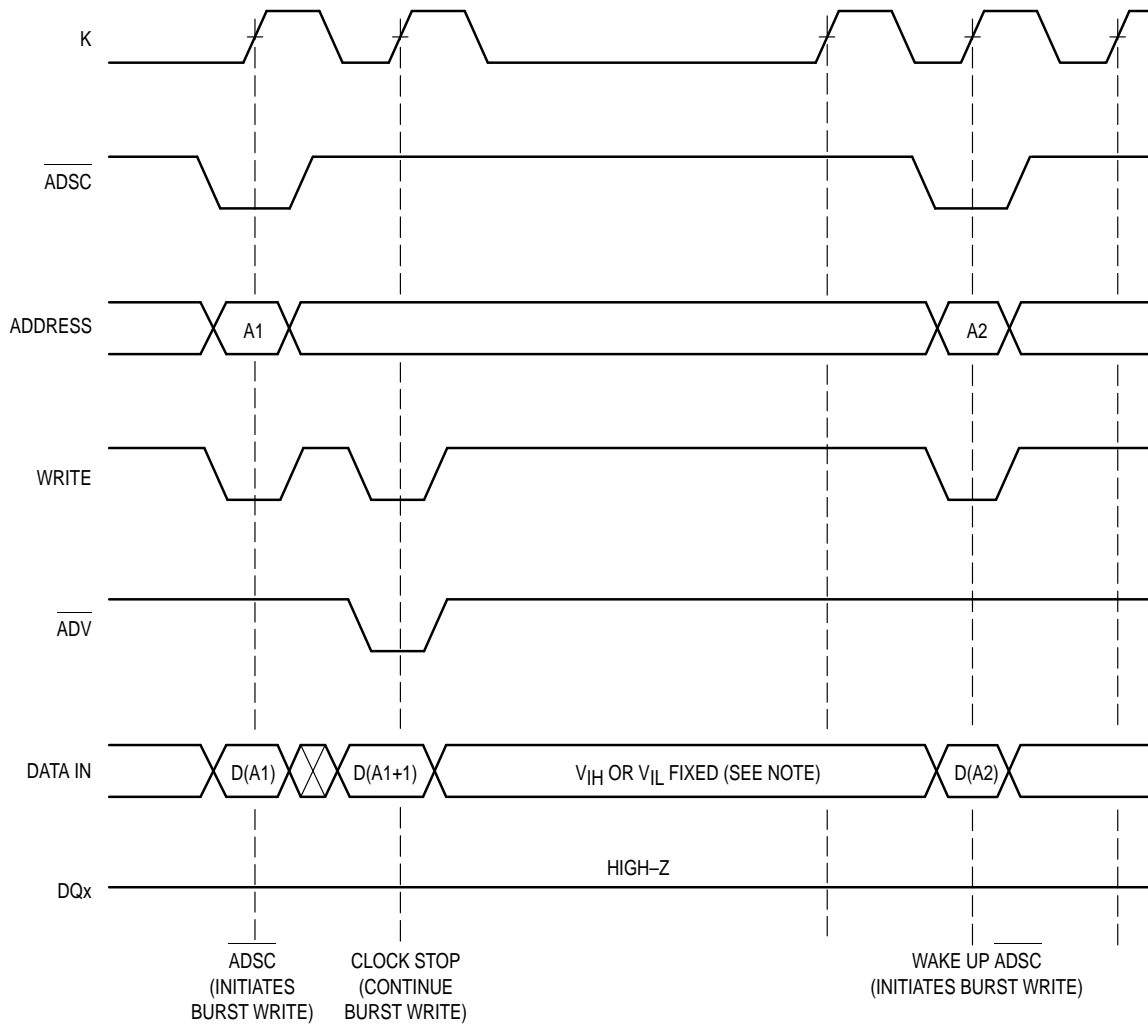 K
ADSC
ADDRESS
A1
A2
WRITE
ADV
DATA IN
D(A1)
D(A1+1)
VIH OR VIL FIXED (SEE NOTE)
D(A2)
HIGH–Z
DQx
ADSC
(INITIATES
BURST WRITE)
CLOCK STOP
(CONTINUE
BURST WRITE)
WAKE UP ADSC
(INITIATES BURST WRITE)